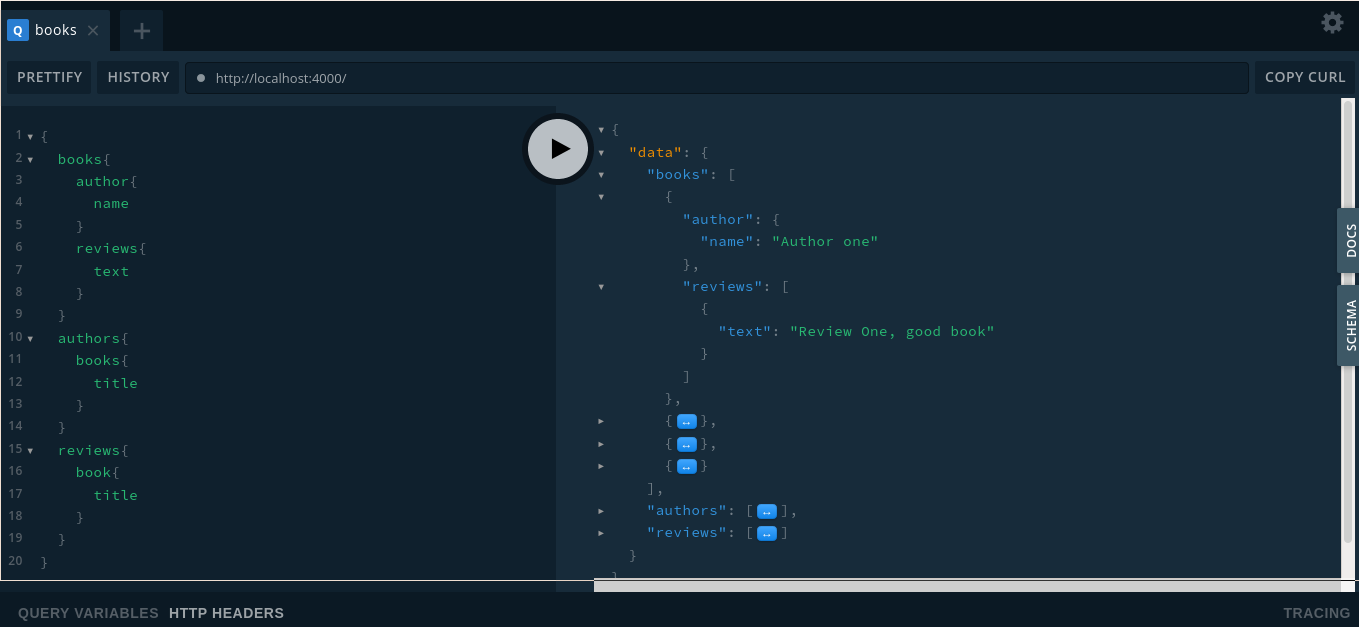 Q books
PRETTIFY HISTORY http://localhost:4000/ COPY CURL
1 {
2 books{
3 author{
4 name
5 }
6 reviews{
7 text
8 }
9 }
10 authors{
11 books{
12 title
13 }
14 }
15 reviews{
16 book{
17 title
18 }
19 }
20 }
{
"data": {
"books": [
{
"author": {
"name": "Author one"
},
"reviews": [
{
"text": "Review One, good book"
}
]
},
{ ↔ },
{ ↔ },
{ ↔ }
],
"authors": [ ↔ ],
"reviews": [ ↔ ]
}
}
DOCS
SCHEMA
QUERY VARIABLES HTTP HEADERS TRACING